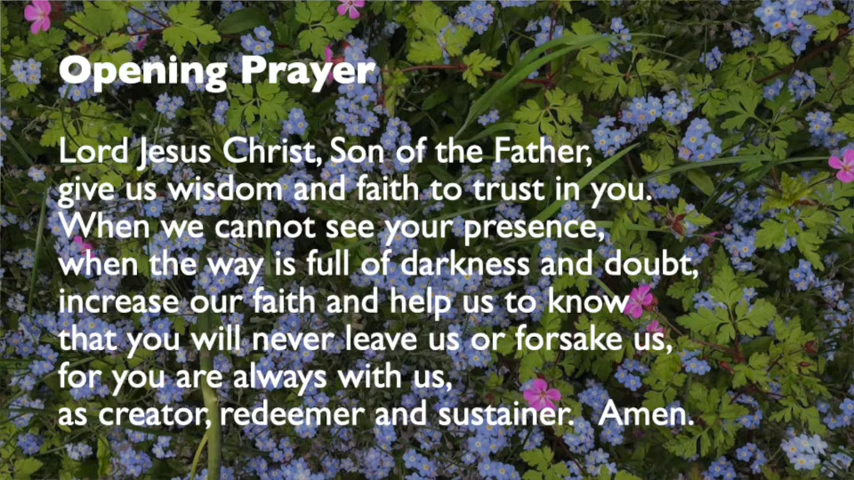 Opening Prayer
Lord Jesus Christ, Son of the Father,
give us wisdom and faith to trust in you.
When we cannot see your presence,
when the way is full of darkness and doubt,
increase our faith and help us to know
that you will never leave us or forsake us,
for you are always with us,
as creator, redeemer and sustainer. Amen.